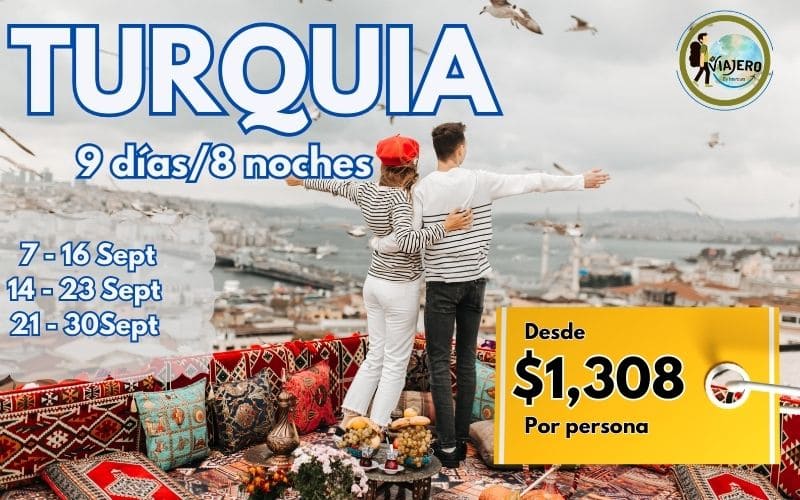 TURQUIA
9 días/8 noches
VIAJERO
7 - 16 Sept
14 - 23 Sept
21 - 30Sept
Desde
$1,308
Por persona